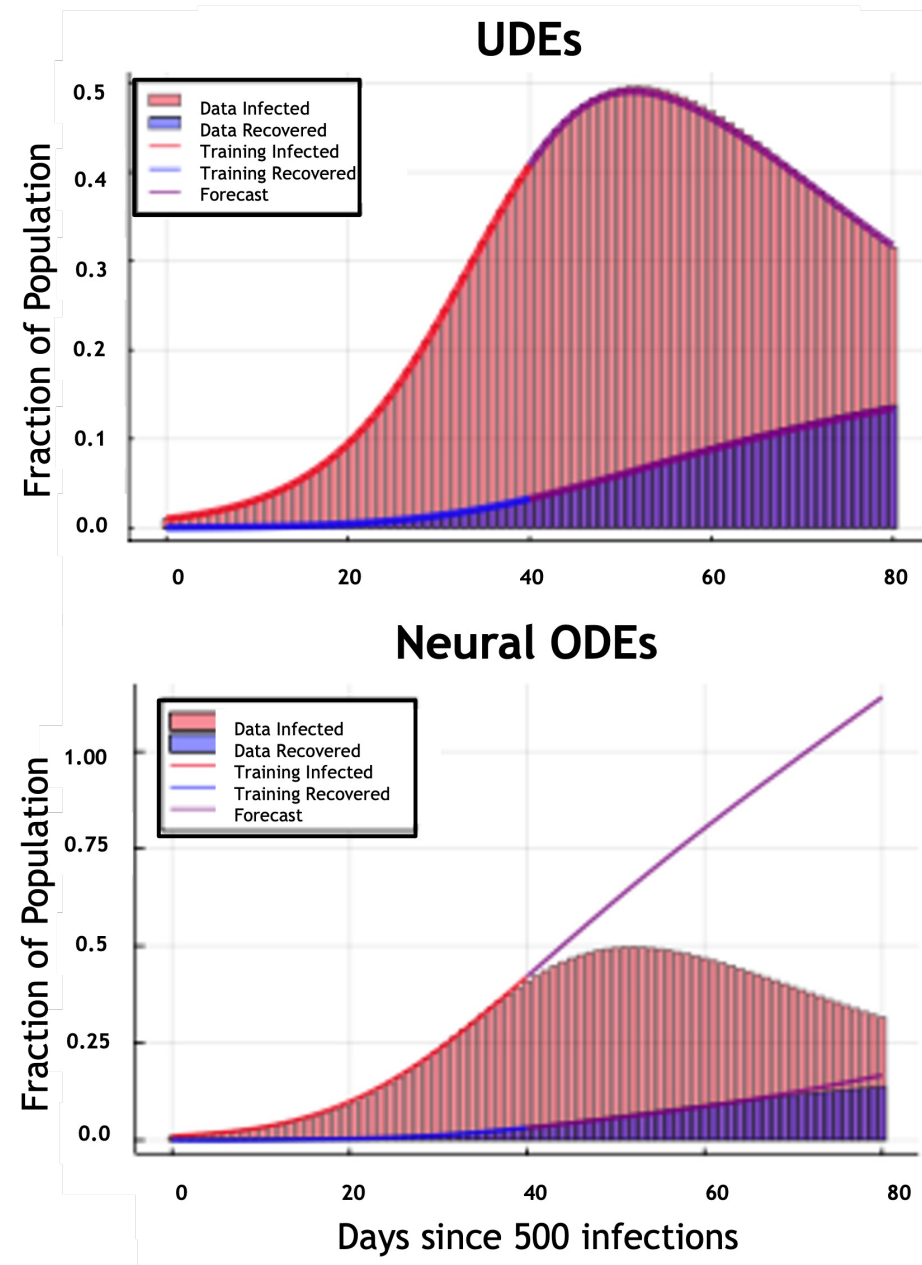 UDEs
Fraction of Population
0.5
0.4
0.3
0.2
0.1
0.0
Data Infected
Data Recovered
Training Infected
Training Recovered
Forecast
0 20 40 60 80
Neural ODEs
Fraction of Population
1.00
0.75
0.5
0.25
0.0
Data Infected
Data Recovered
Training Infected
Training Recovered
Forecast
0 20 40 60 80
Days since 500 infections